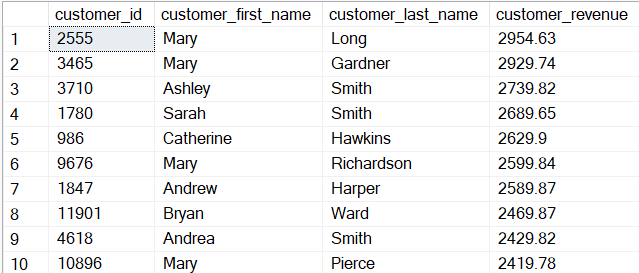 customer_id customer_first_name customer_last_name customer_revenue
1 2555 Mary Long 2954.63
2 3465 Mary Gardner 2929.74
3 3710 Ashley Smith 2739.82
4 1780 Sarah Smith 2689.65
5 986 Catherine Hawkins 2629.9
6 9676 Mary Richardson 2599.84
7 1847 Andrew Harper 2589.87
8 11901 Bryan Ward 2469.87
9 4618 Andrea Smith 2429.82
10 10896 Mary Pierce 2419.78